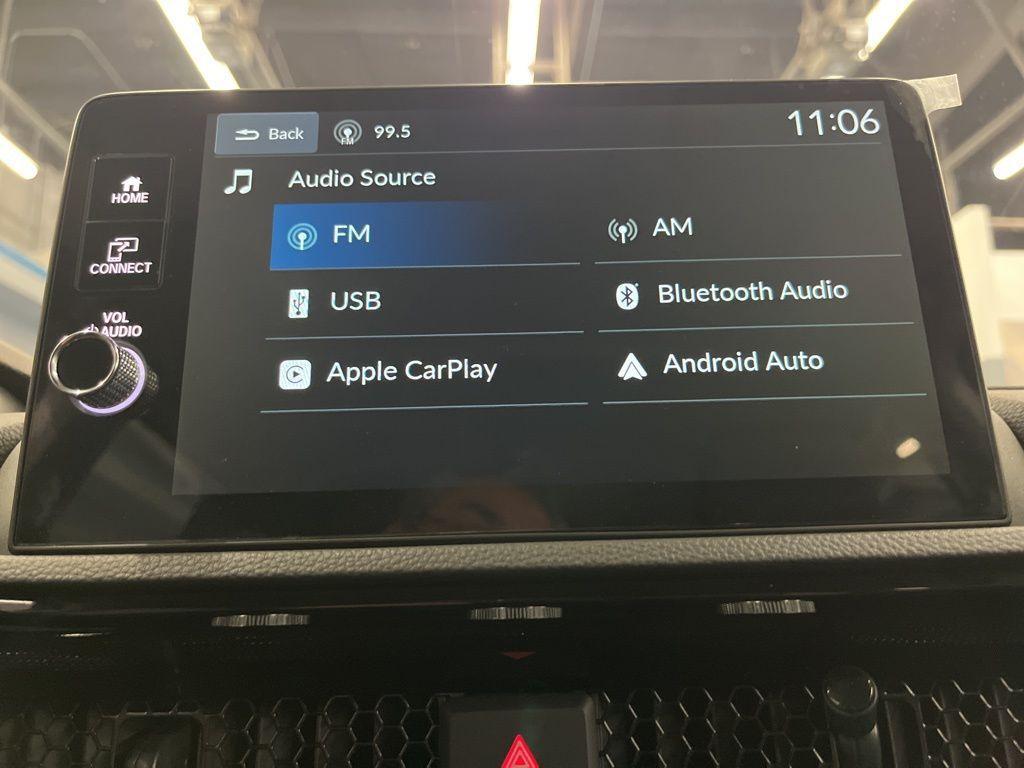 Back
FM
99.5
11:06
HOME
Audio Source
FM
AM
CONNECT
USB
Bluetooth Audio
VOL
AUDIO
Apple CarPlay
Android Auto